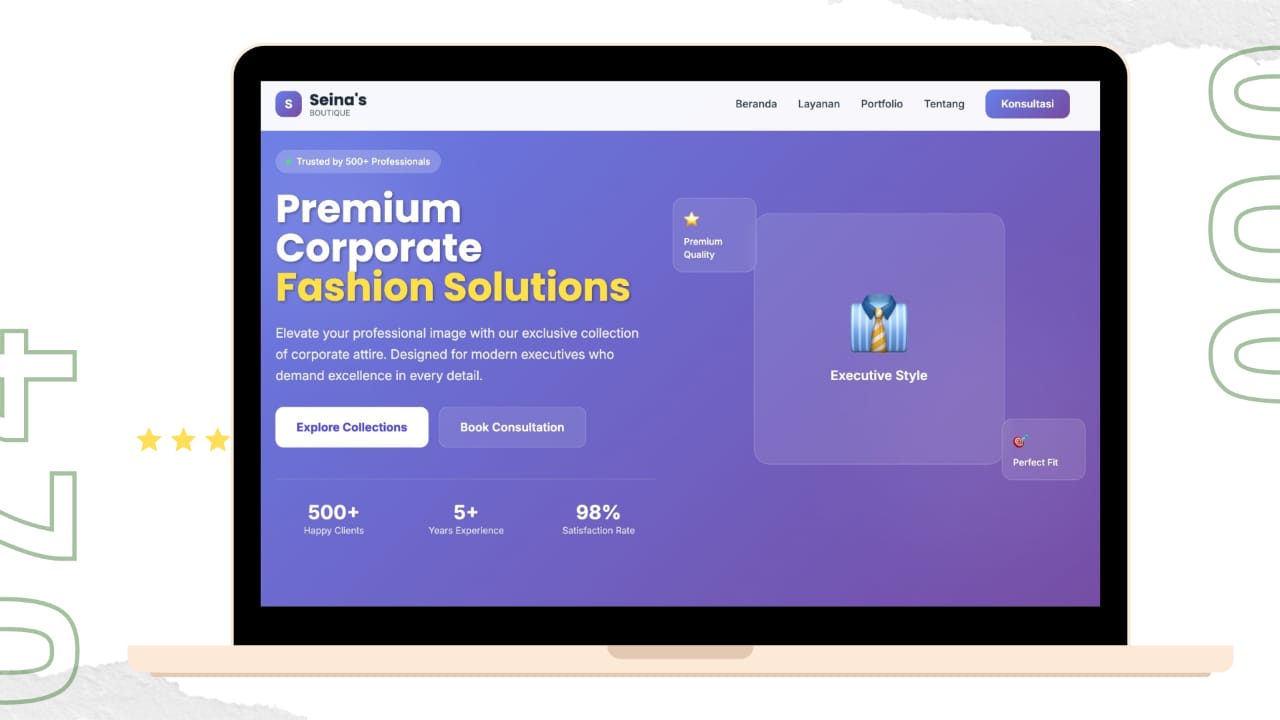 S
Seina's
BOUTIQUE
Beranda
Layanan
Portfolio
Tentang
Konsultasi
Trusted by 500+ Professionals
Premium
Corporate
Fashion Solutions
Elevate your professional image with our exclusive collection
of corporate attire. Designed for modern executives who
demand excellence in every detail.
Explore Collections
Book Consultation
500+
Happy Clients
5+
Years Experience
98%
Satisfaction Rate
Premium
Quality
Executive Style
Perfect Fit